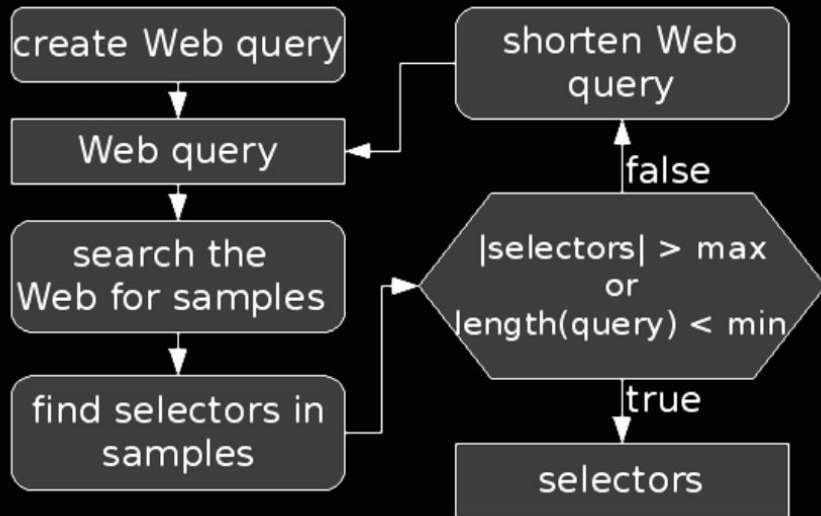 create Web query
Web query
search the
Web for samples
find selectors in
samples
|selectors| > max
or
length(query) < min
false
shorten Web
query
true
selectors